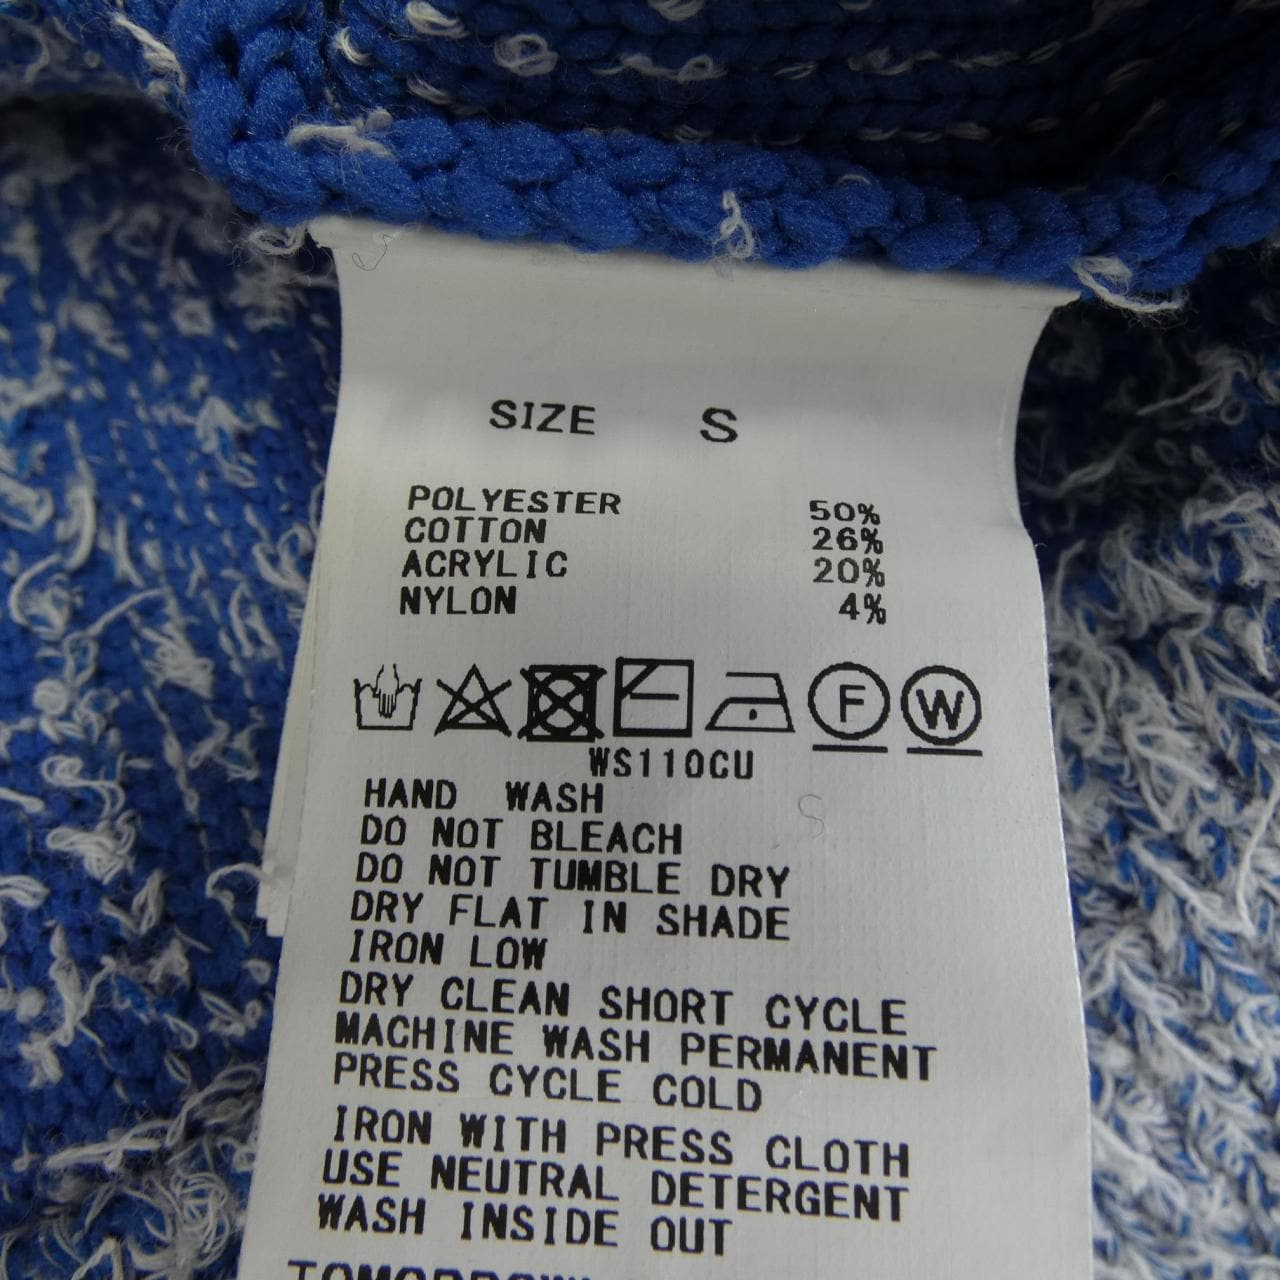 SIZE S
POLYESTER 50%
COTTON 26%
ACRYLIC 20%
NYLON 4%
F W
WS110CU
HAND WASH
S
DO NOT BLEACH
DO NOT TUMBLE DRY
DRY FLAT IN SHADE
IRON LOW
DRY CLEAN SHORT CYCLE
MACHINE WASH PERMANENT
PRESS CYCLE COLD
IRON WITH PRESS CLOTH
USE NEUTRAL DETERGENT
WASH INSIDE OUT